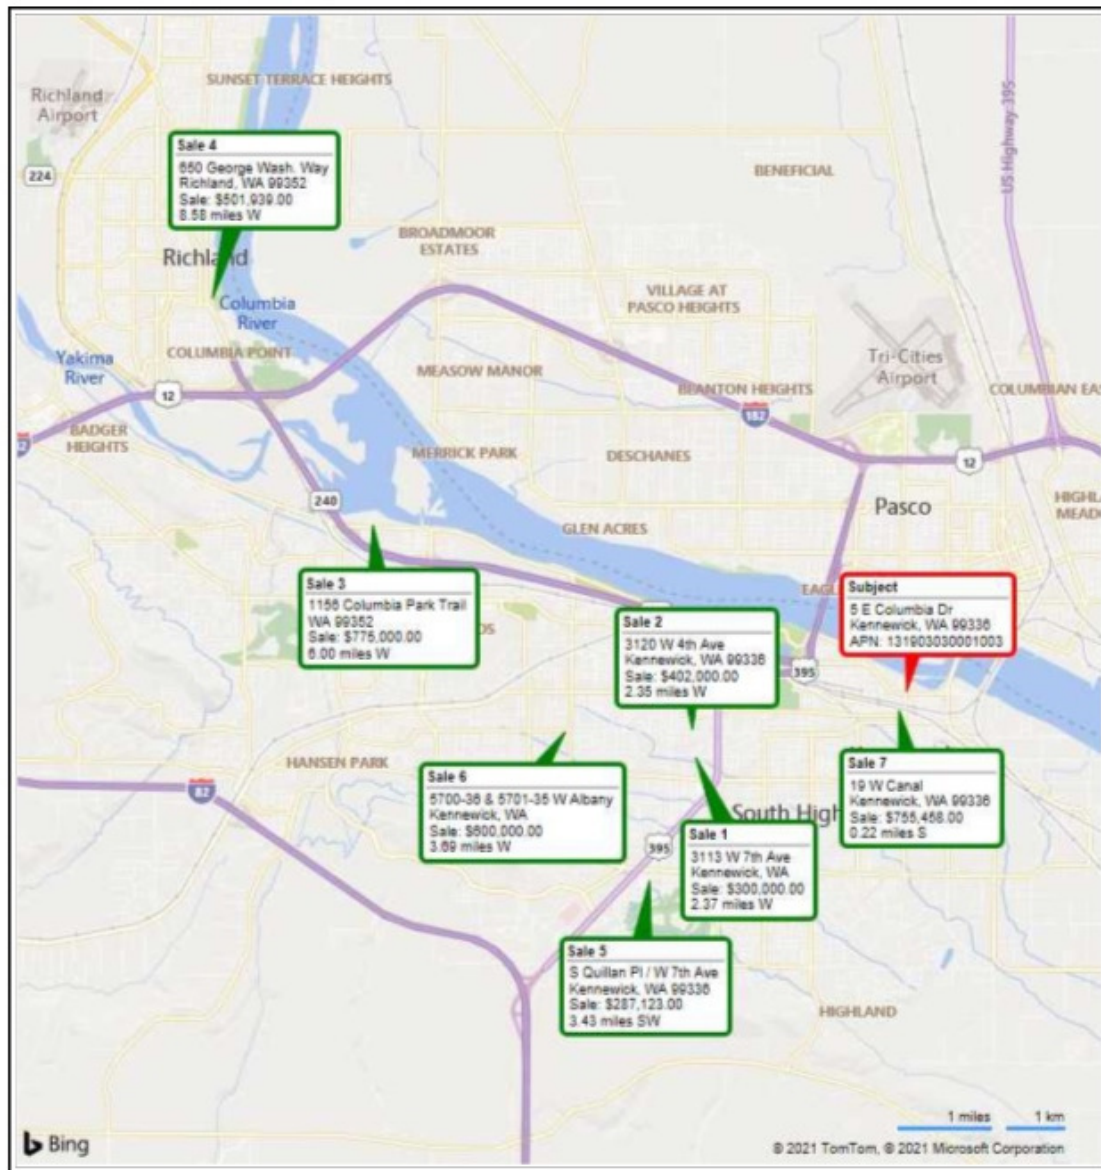 SUNSET TERRACE HEIGHTS
Richland
Airport
224
US Highway 395
BENEFICIAL
Sale 4
650 George Wash. Way
Richland, WA 99352
Sale: $501,939.00
8.58 miles W
BROADMOOR
ESTATES
Richland
Columbia
River
VILLAGE AT
PASCO HEIGHTS
Yakima
River
COLUMBIA POINT
MEASOW MANOR
Tri-Cities
Airport
BLANTON HEIGHTS
COLUMBIAN EAS
12
182
BADGER
HEIGHTS
MERRICK PARK
DESCHANES
12
240
Pasco
HIGHLA
MEADO
GLEN ACRES
Sale 3
1156 Columbia Park Trail
WA 99352
Sale: $775,000.00
6.00 miles W
EAGL
Subject
5 E Columbia Dr
Kennewick, WA 99336
APN: 131903030001003
Sale 2
3120 W 4th Ave
Kennewick, WA 99336
Sale: $402,000.00
2.35 miles W
395
HANSEN PARK
82
Sale 6
5700-36 & 5701-35 W Albany
Kennewick, WA
Sale: $600,000.00
3.69 miles W
Sale 7
19 W Canal
Kennewick, WA 99336
Sale: $755,458.00
0.22 miles S
South High
395
Sale 1
3113 W 7th Ave
Kennewick, WA
Sale: $300,000.00
2.37 miles W
Sale 5
S Quillan Pl / W 7th Ave
Kennewick, WA 99336
Sale: $287,123.00
3.43 miles SW
HIGHLAND
1 miles
1 km
Bing
© 2021 TomTom, © 2021 Microsoft Corporation